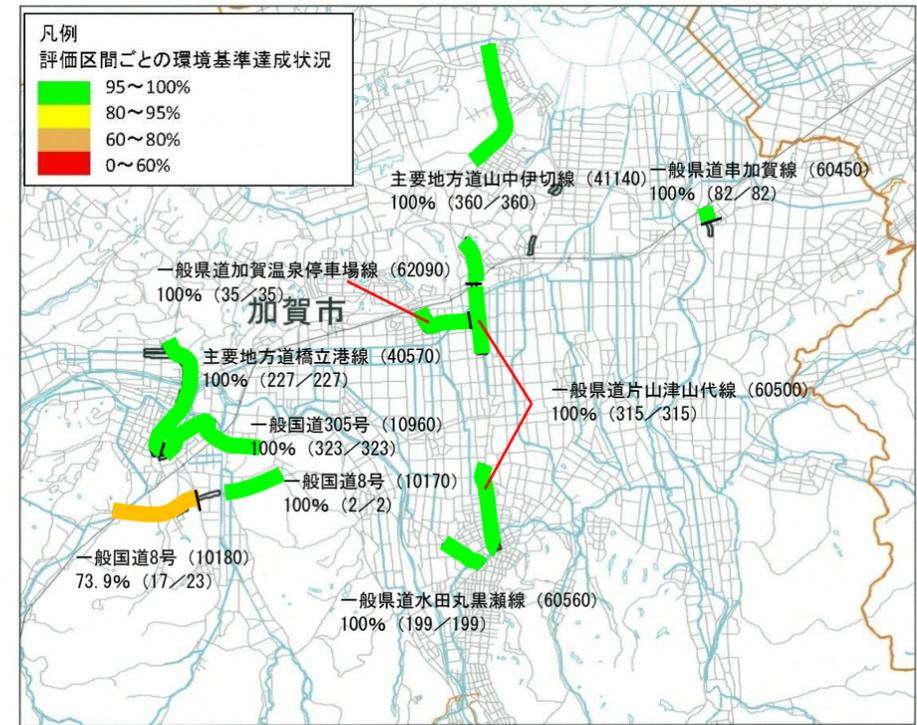 凡例
評価区間ごとの環境基準達成状況
95～100%
80～95%
60～80%
0～60%
主要地方道山中伊切線（41140）
100%（360／360）
一般県道串加賀線（60450）
100%（82／82）
一般県道加賀温泉停車場線（62090）
100%（35／35）
加賀市
主要地方道橋立港線（40570）
100%（227／227）
一般県道片山津山代線（60500）
100%（315／315）
一般国道305号（10960）
100%（323／323）
一般国道8号（10170）
100%（2／2）
一般国道8号（10180）
73.9%（17／23）
一般県道水田丸黒瀬線（60560）
100%（199／199）